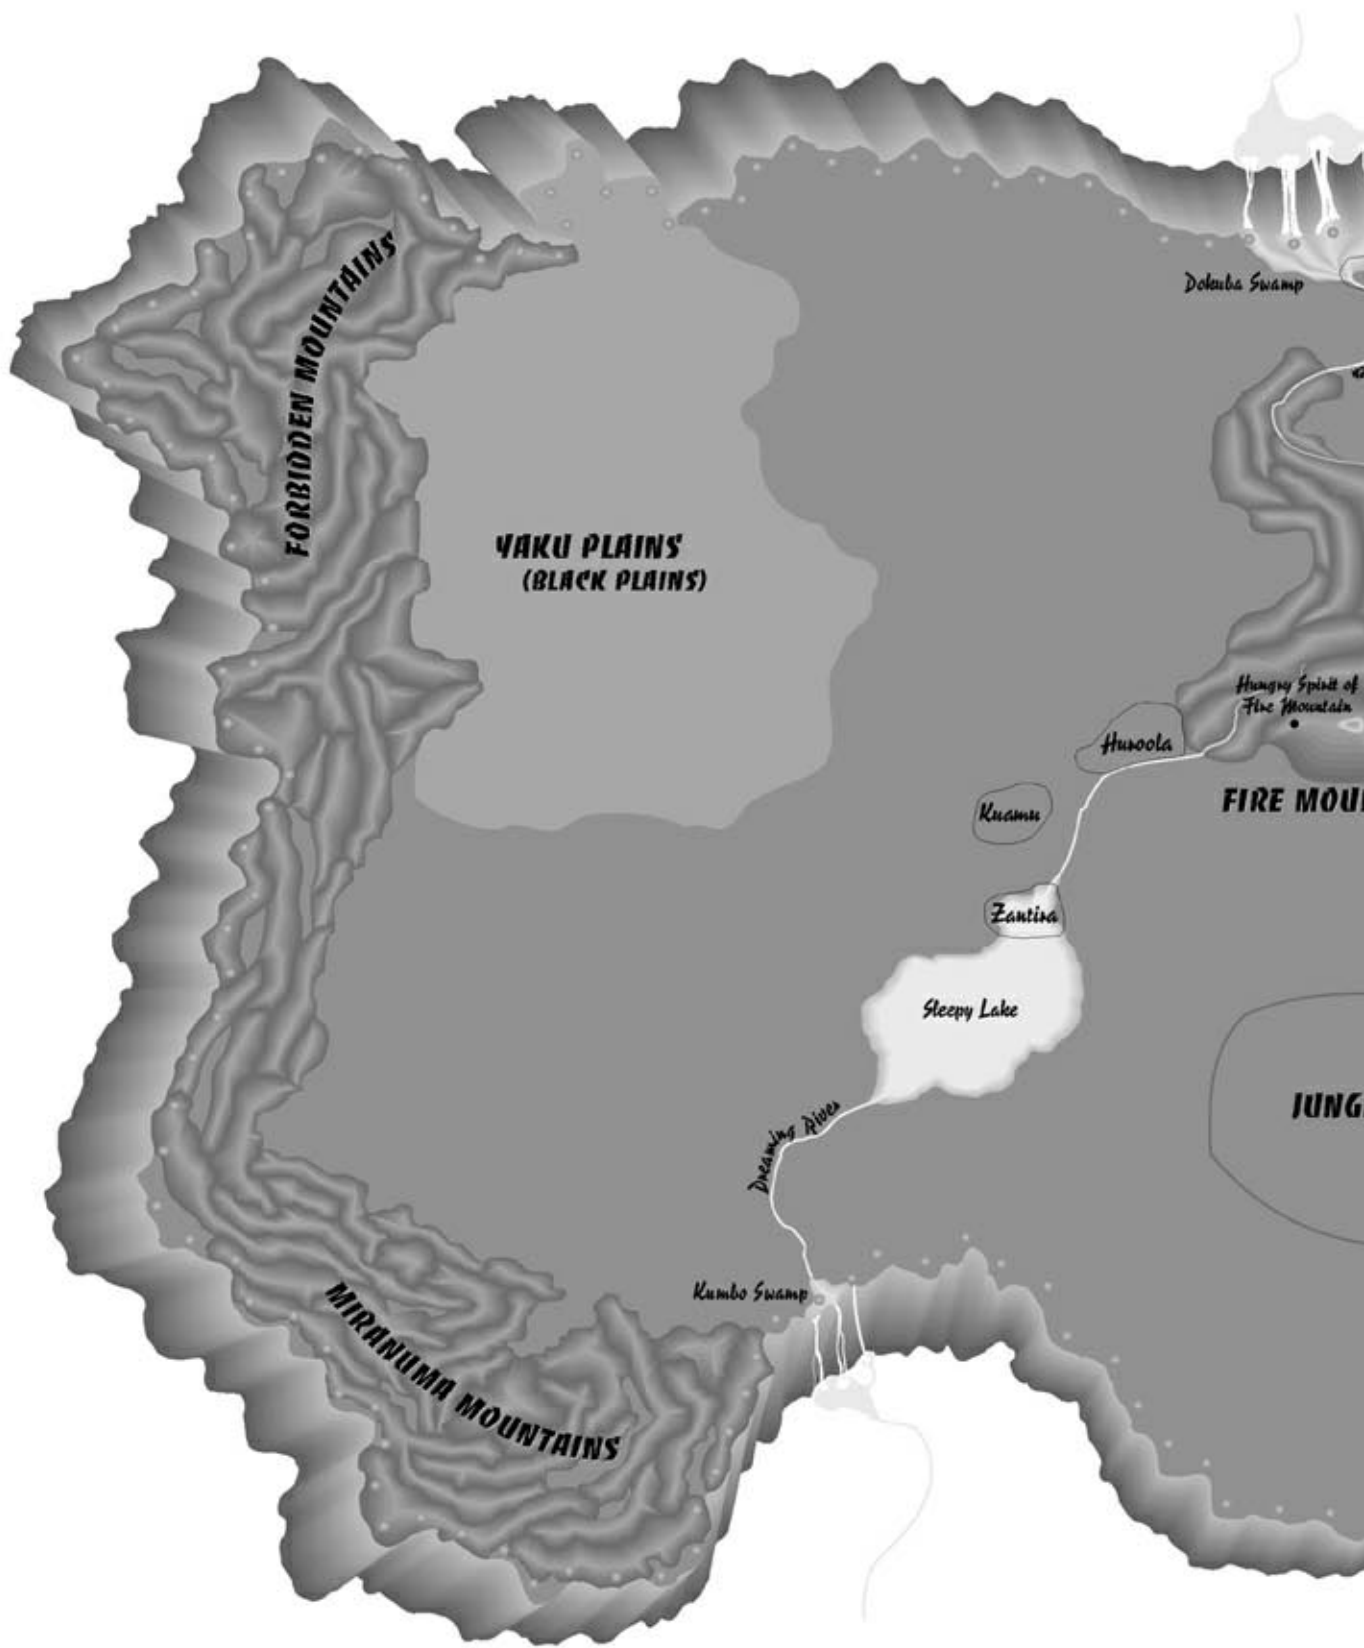 Dokuba Swamp
FORBIDDEN MOUNTAINS
YAKU PLAINS
(BLACK PLAINS)
Hungry Spirit of
Fire Mountain
Huroola
FIRE MOU
Kuamu
Zantira
Sleepy Lake
JUNG
Dreaming River
Kumbo Swamp
MIRANUMA MOUNTAINS